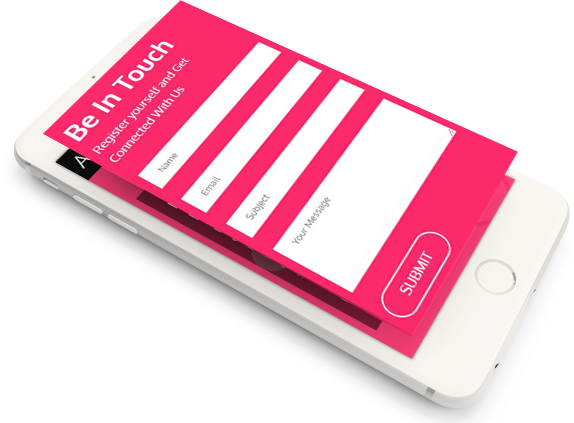 Be In Touch
Register yourself and Get
Connected With Us
Name
Email
Subject
Your Message
SUBMIT
A